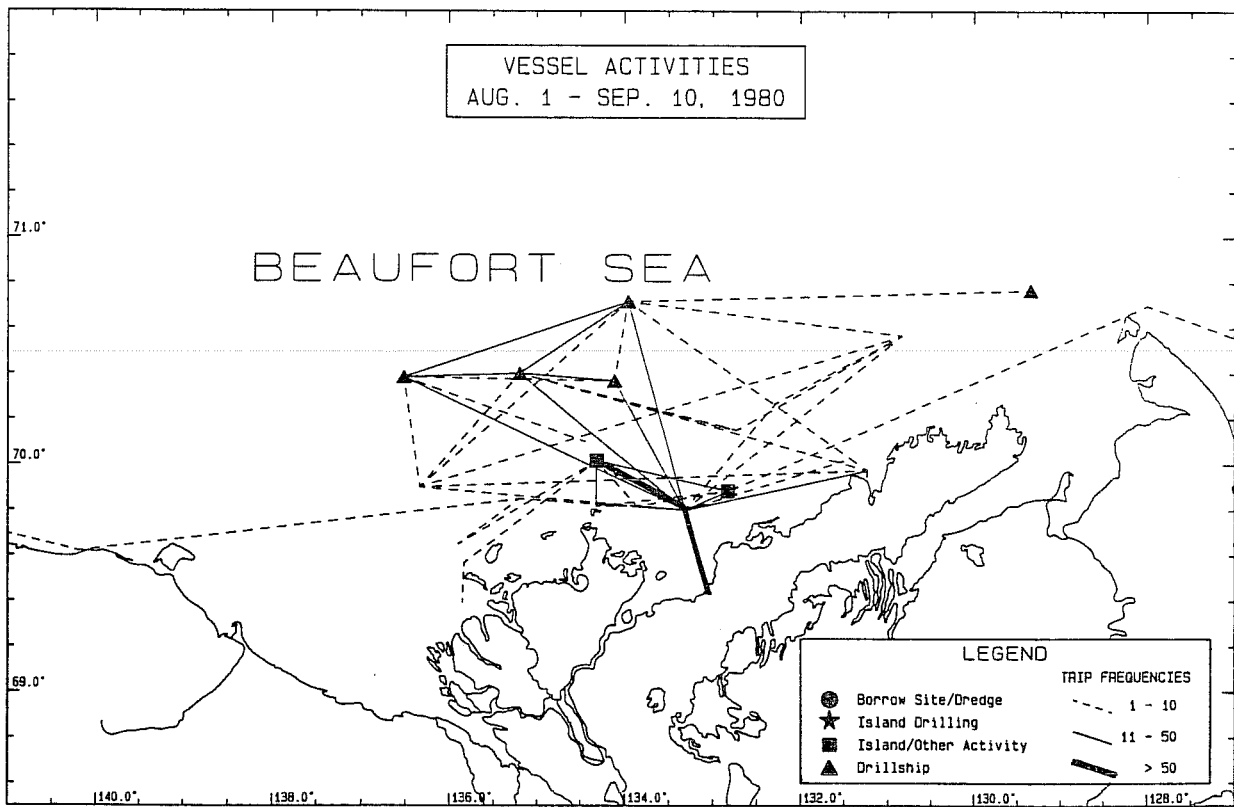 VESSEL ACTIVITIES
AUG. 1 - SEP. 10, 1980
71.0°
BEAUFORT SEA
70.0°
69.0°
LEGEND
TRIP FREQUENCIES
Borrow Site/Dredge
1 - 10
Island Drilling
11 - 50
Island/Other Activity
> 50
Drillship
140.0° 138.0° 136.0° 134.0° 132.0° 130.0° 128.0°